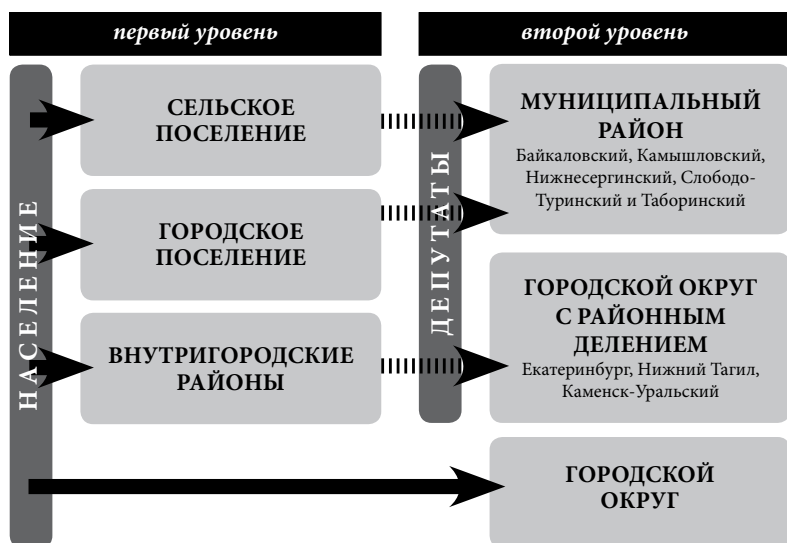 первый уровень
второй уровень
НАСЕЛЕНИЕ
СЕЛЬСКОЕ
ПОСЕЛЕНИЕ
ГОРОДСКОЕ
ПОСЕЛЕНИЕ
ВНУТРИГОРОДСКИЕ
РАЙОНЫ
ДЕПУТАТЫ
МУНИЦИПАЛЬНЫЙ
РАЙОН
Байкаловский, Камышловский,
Нижнесергинский, Слободо-
Туринский и Таборинский
ГОРОДСКОЙ ОКРУГ
С РАЙОННЫМ
ДЕЛЕНИЕМ
Екатеринбург, Нижний Тагил,
Каменск-Уральский
ГОРОДСКОЙ
ОКРУГ